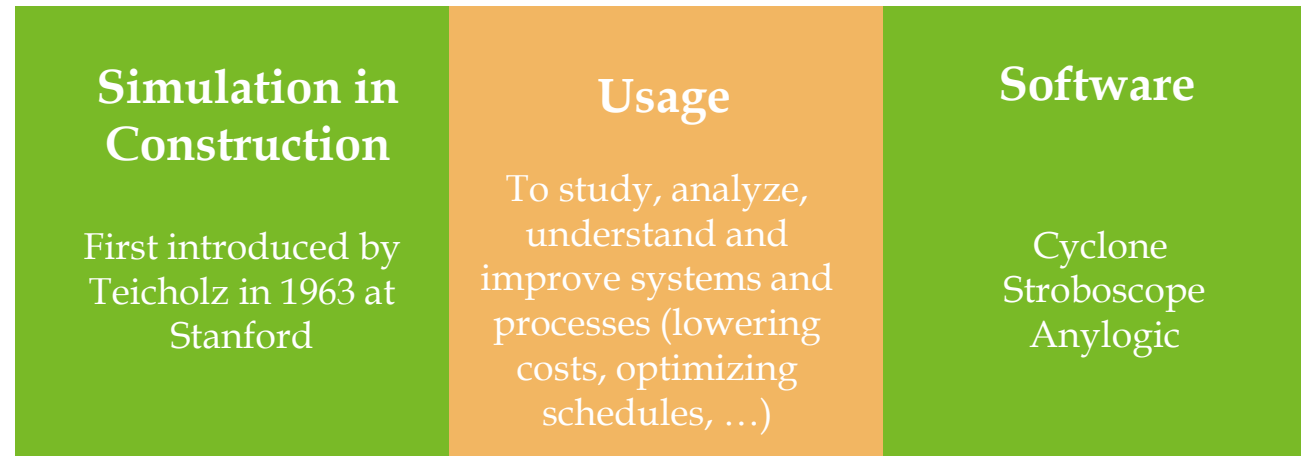 Simulation in
Construction
First introduced by
Teicholz in 1963 at
Stanford
Usage
To study, analyze,
understand and
improve systems and
processes (lowering
costs, optimizing
schedules, …)
Software
Cyclone
Stroboscope
Anylogic